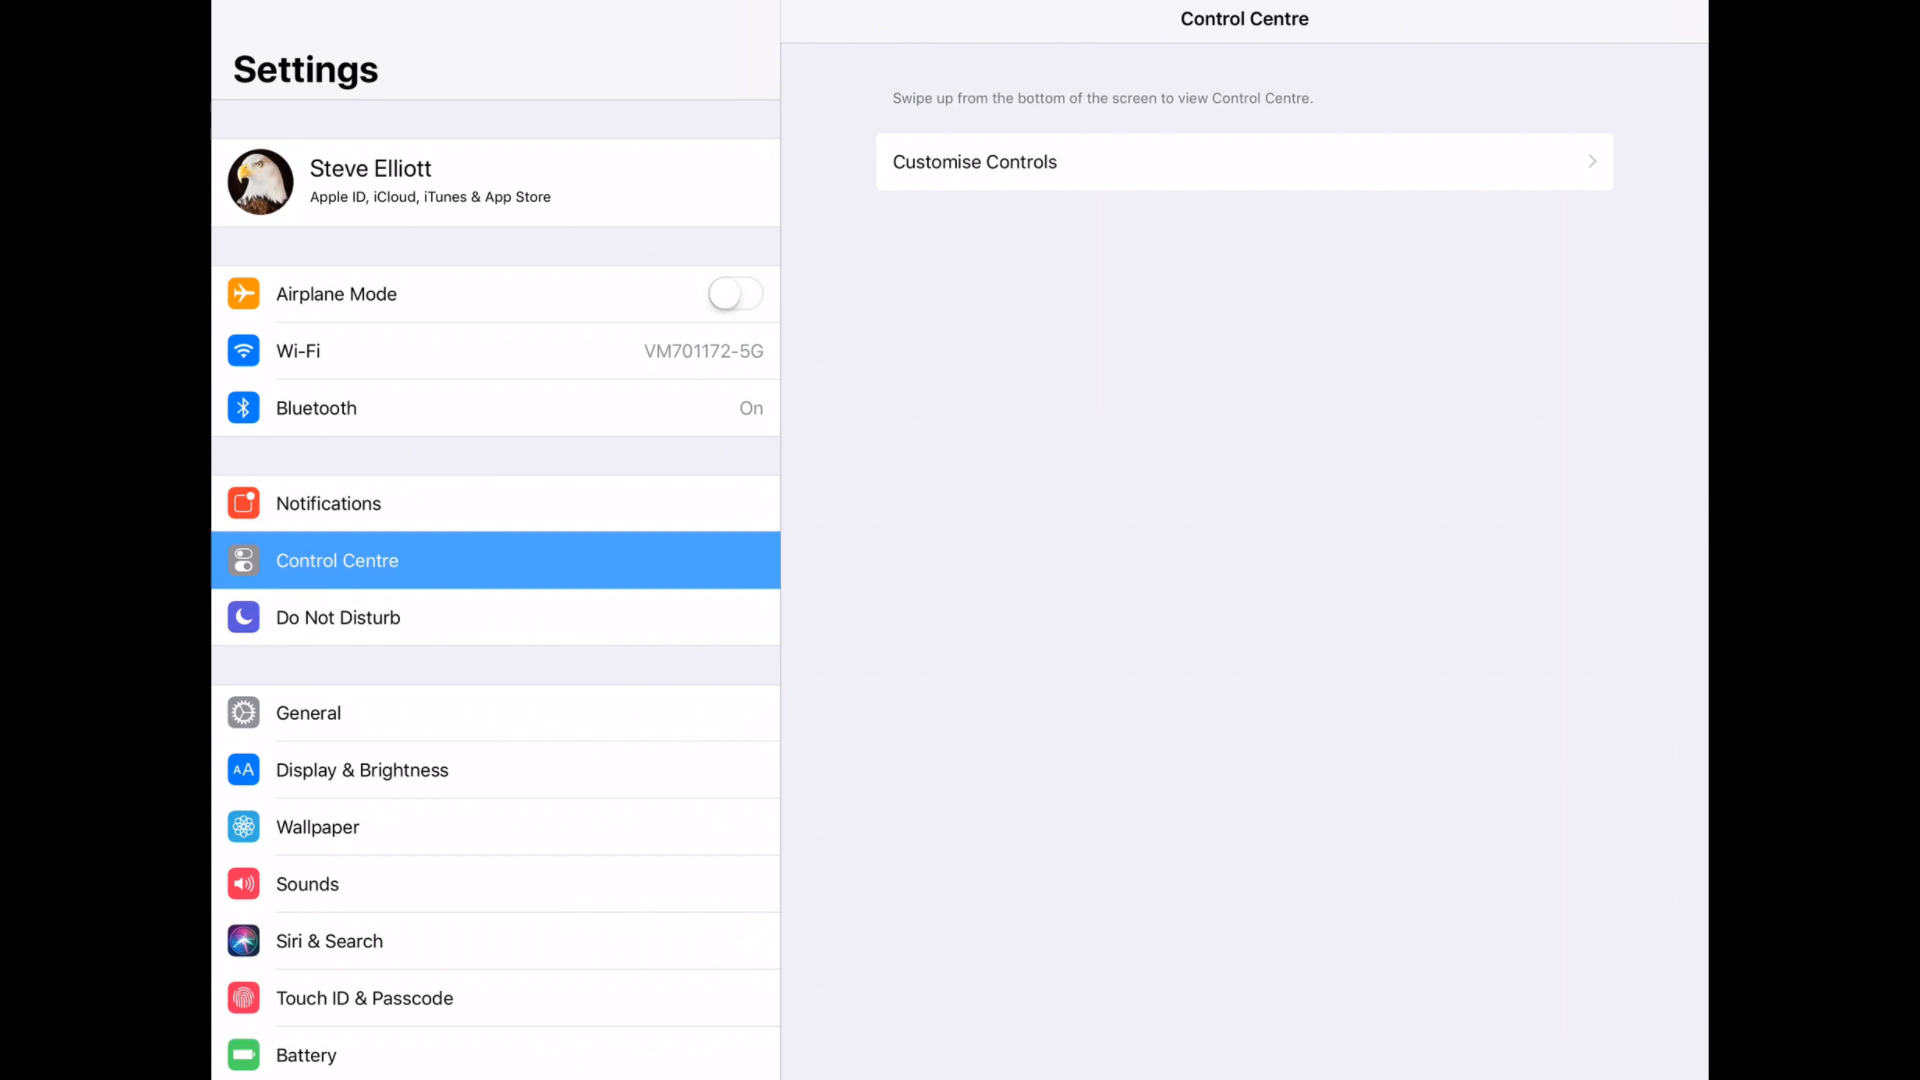 Settings
Steve Elliott
Apple ID, iCloud, iTunes & App Store
Airplane Mode
Wi-Fi VM701172-5G
Bluetooth On
Notifications
Control Centre
Do Not Disturb
General
AA Display & Brightness
Wallpaper
Sounds
Siri & Search
Touch ID & Passcode
Battery
Control Centre
Swipe up from the bottom of the screen to view Control Centre.
Customise Controls